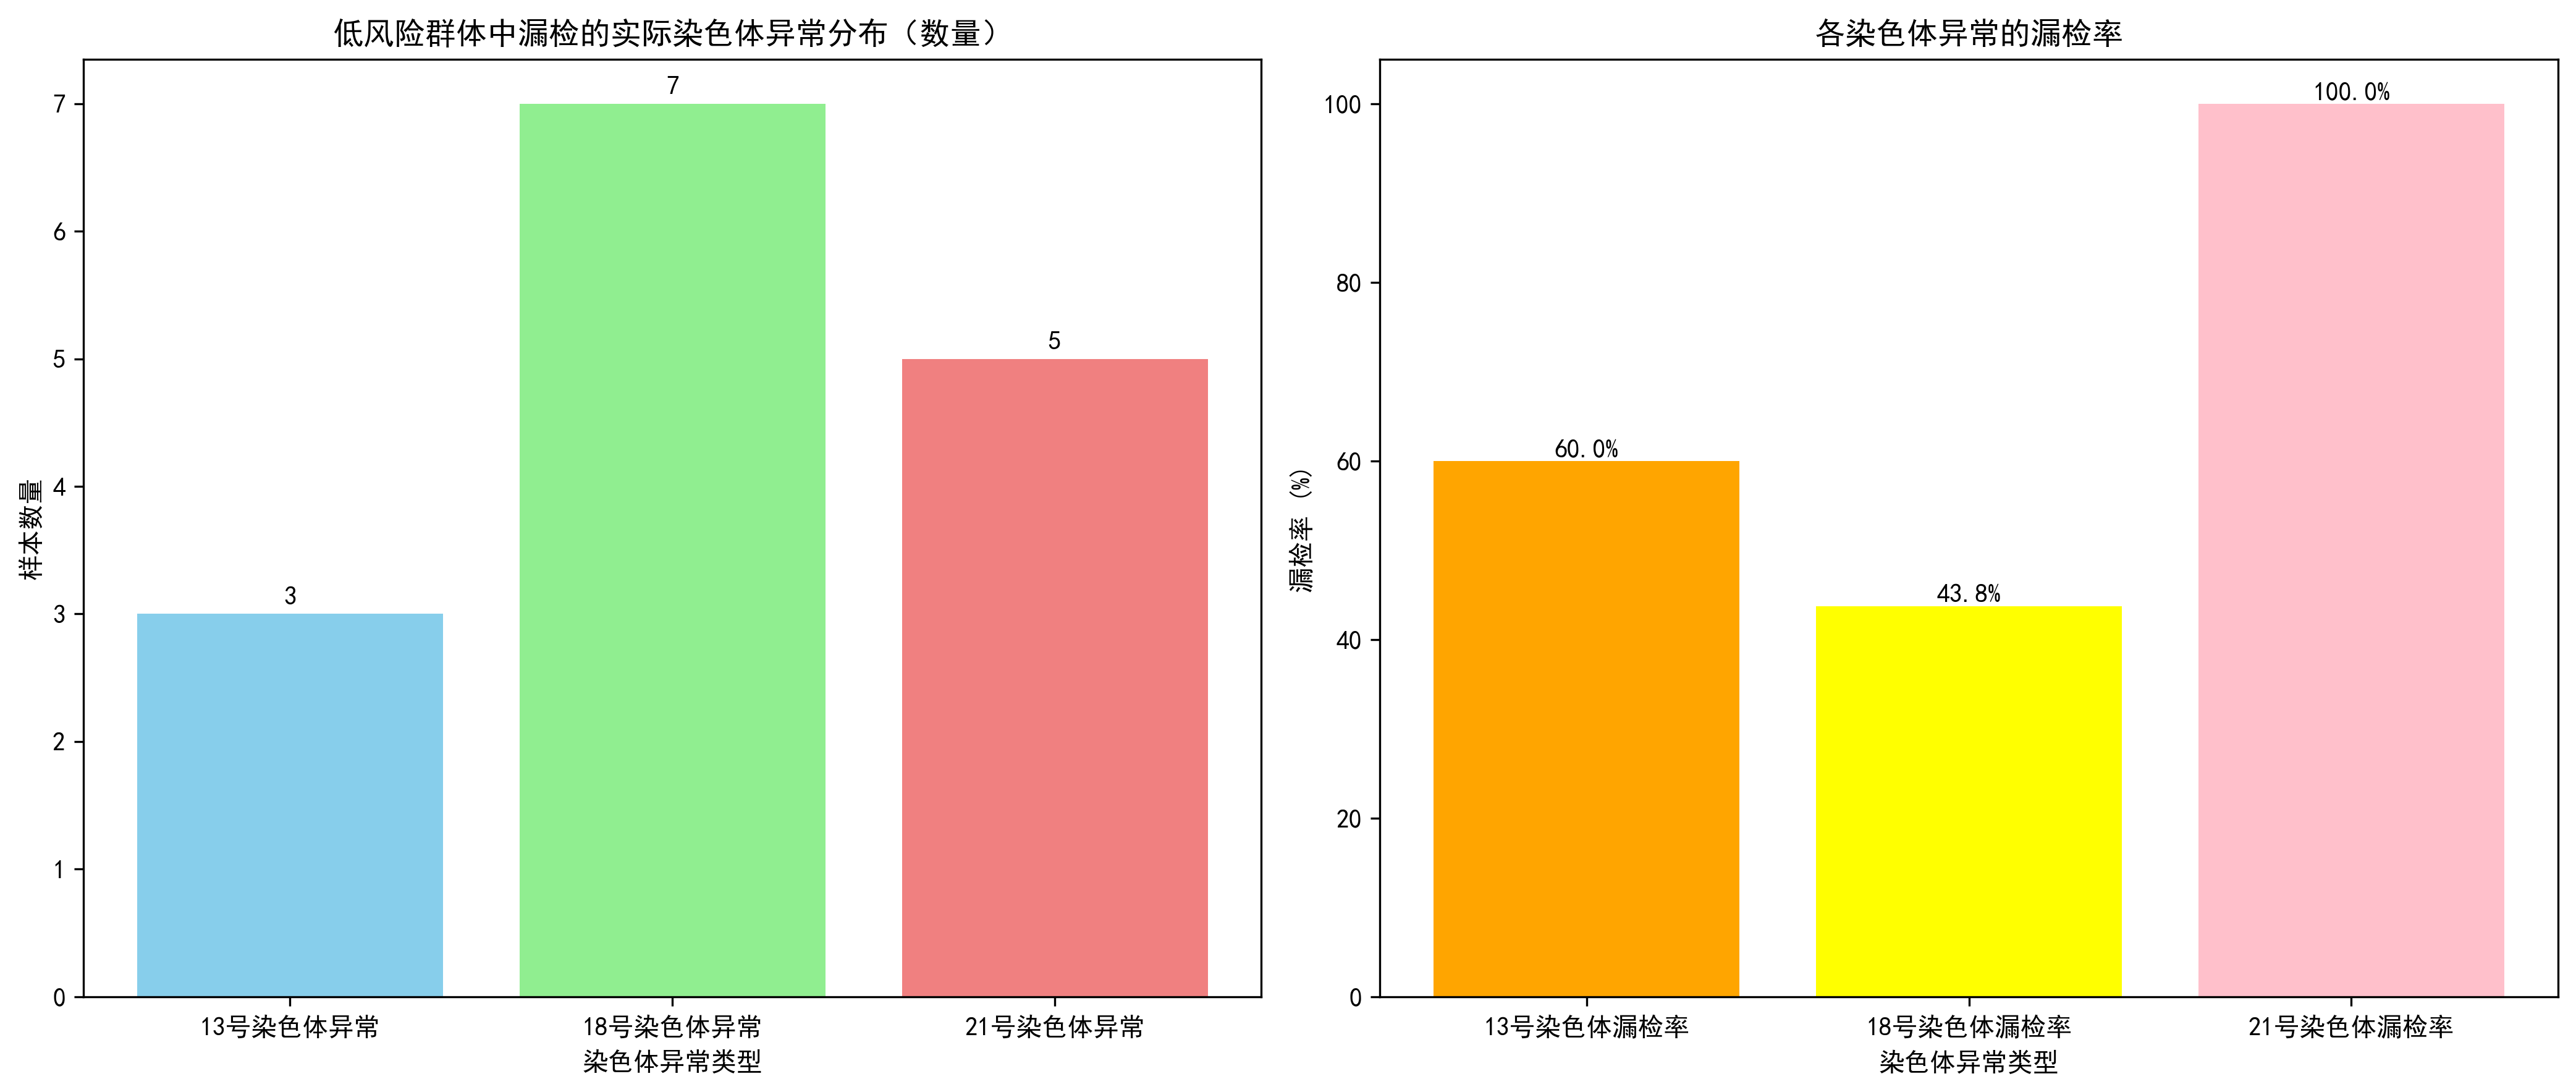 低风险群体中漏检的实际染色体异常分布（数量）
样本数量
7
6
5
4
3
2
1
0
3
7
5
13号染色体异常
18号染色体异常
21号染色体异常
染色体异常类型
各染色体异常的漏检率
漏检率 (%)
100
80
60
40
20
0
60.0%
43.8%
100.0%
13号染色体漏检率
18号染色体漏检率
21号染色体漏检率
染色体异常类型